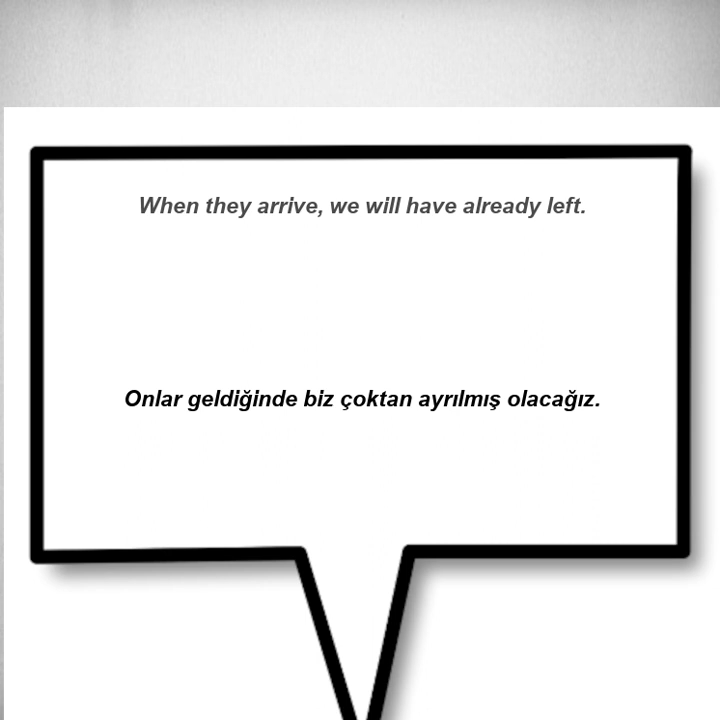 When they arrive, we will have already left.
Onlar geldiğinde biz çoktan ayrılmış olacağız.